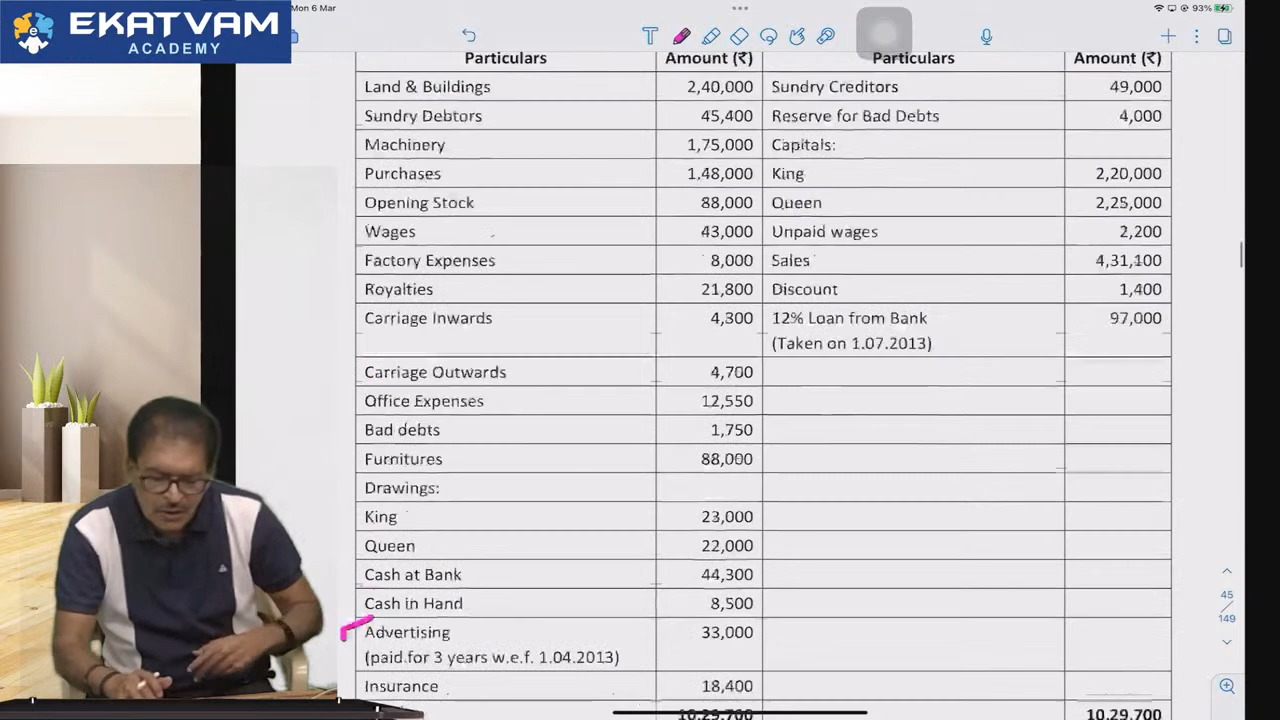 Mon 6 Mar
93%
EKATVAM
ACADEMY
T
Particulars Amount (₹) Particulars Amount (₹)
Land & Buildings 2,40,000 Sundry Creditors 49,000
Sundry Debtors 45,400 Reserve for Bad Debts 4,000
Machinery 1,75,000 Capitals:
Purchases 1,48,000 King 2,20,000
Opening Stock 88,000 Queen 2,25,000
Wages 43,000 Unpaid wages 2,200
Factory Expenses 8,000 Sales 4,31,100
Royalties 21,800 Discount 1,400
Carriage Inwards 4,300 12% Loan from Bank 97,000
(Taken on 1.07.2013)
Carriage Outwards 4,700
Office Expenses 12,550
Bad debts 1,750
Furnitures 88,000
Drawings:
King 23,000
Queen 22,000
Cash at Bank 44,300
Cash in Hand 8,500
Advertising 33,000
(paid for 3 years w.e.f. 1.04.2013)
Insurance 18,400
10,29,700 10,29,700
45
149